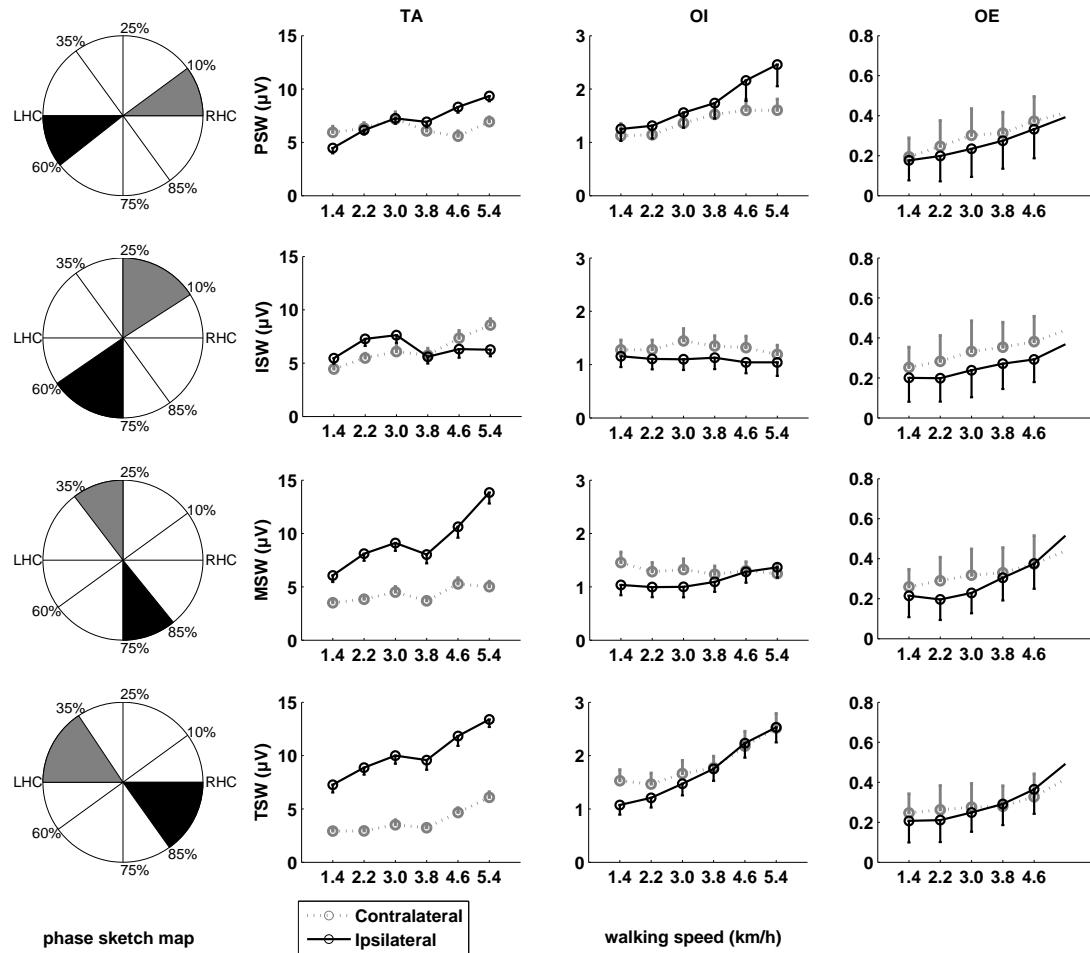 TA OI OE
25%
35%
10%
LHC
RHC
60%
85%
75%
PSW (μV)
15
10
5
0
1.4 2.2 3.0 3.8 4.6 5.4
3
2
1
0
1.4 2.2 3.0 3.8 4.6 5.4
0.8
0.6
0.4
0.2
0
1.4 2.2 3.0 3.8 4.6
25%
35%
10%
LHC
RHC
60%
85%
75%
ISW (μV)
15
10
5
0
1.4 2.2 3.0 3.8 4.6 5.4
3
2
1
0
1.4 2.2 3.0 3.8 4.6 5.4
0.8
0.6
0.4
0.2
0
1.4 2.2 3.0 3.8 4.6
25%
35%
10%
LHC
RHC
60%
85%
75%
MSW (μV)
15
10
5
0
1.4 2.2 3.0 3.8 4.6 5.4
3
2
1
0
1.4 2.2 3.0 3.8 4.6 5.4
0.8
0.6
0.4
0.2
0
1.4 2.2 3.0 3.8 4.6
25%
35%
10%
LHC
RHC
60%
85%
75%
TSW (μV)
15
10
5
0
1.4 2.2 3.0 3.8 4.6 5.4
3
2
1
0
1.4 2.2 3.0 3.8 4.6 5.4
0.8
0.6
0.4
0.2
0
1.4 2.2 3.0 3.8 4.6
phase sketch map
Contralateral
Ipsilateral
walking speed (km/h)